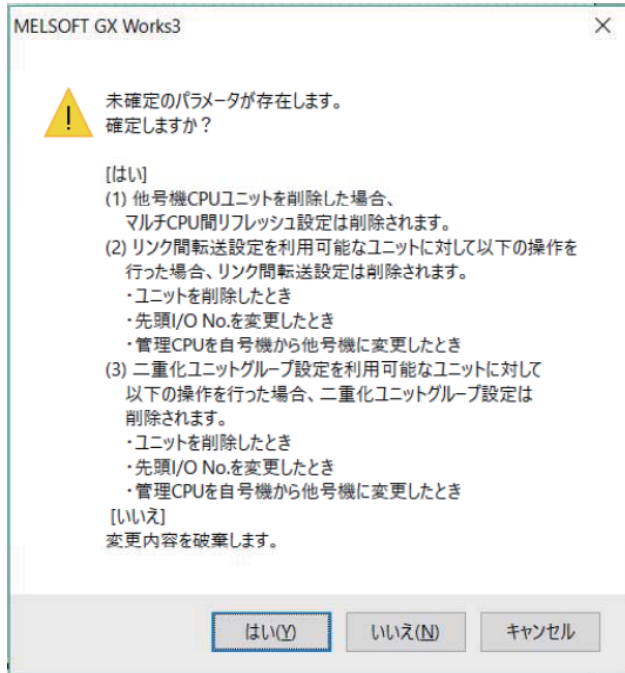 MELSOFT GX Works3
未確定のパラメータが存在します。
確定しますか？
[はい]
(1) 他号機CPUユニットを削除した場合、
マルチCPU間リフレッシュ設定は削除されます。
(2) リンク間転送設定を利用可能なユニットに対して以下の操作を
行った場合、リンク間転送設定は削除されます。
・ユニットを削除したとき
・先頭I/O No.を変更したとき
・管理CPUを自号機から他号機に変更したとき
(3) 二重化ユニットグループ設定を利用可能なユニットに対して
以下の操作を行った場合、二重化ユニットグループ設定は
削除されます。
・ユニットを削除したとき
・先頭I/O No.を変更したとき
・管理CPUを自号機から他号機に変更したとき
[いいえ]
変更内容を破棄します。
はい(Y) いいえ(N) キャンセル